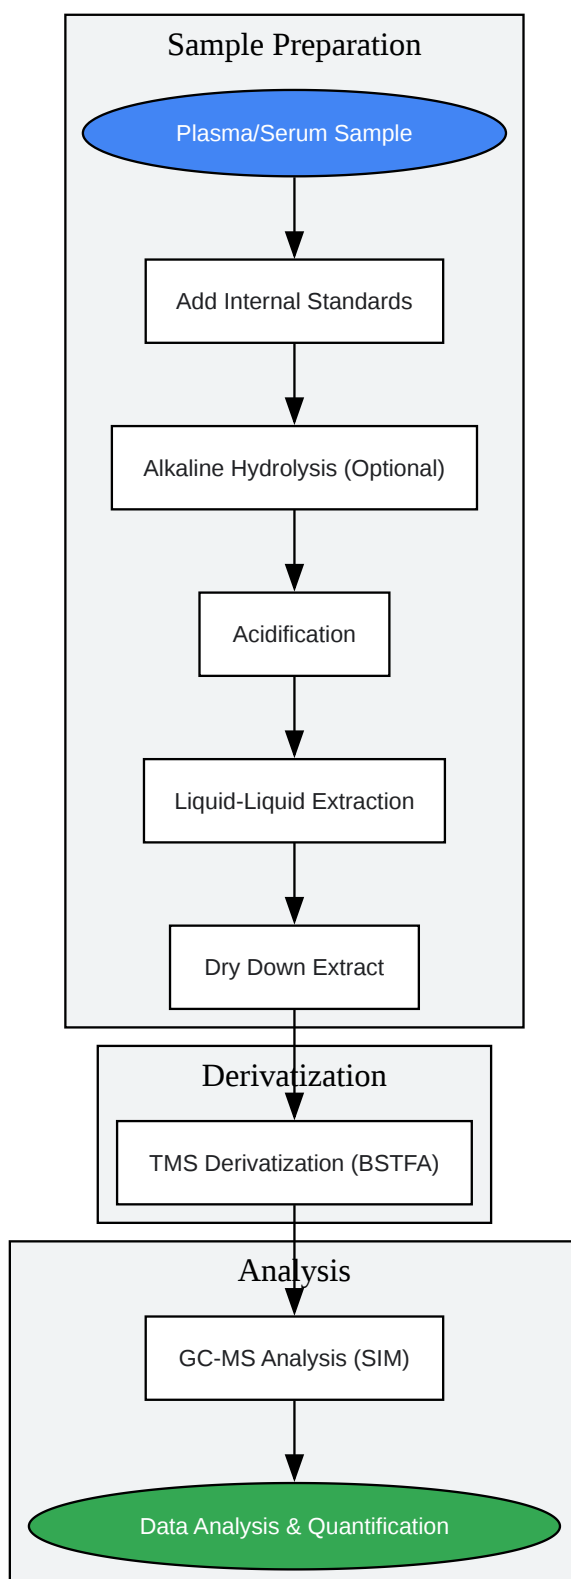 Sample Preparation
Plasma/Serum Sample
Add Internal Standards
Alkaline Hydrolysis (Optional)
Acidification
Liquid-Liquid Extraction
Dry Down Extract
Derivatization
TMS Derivatization (BSTFA)
Analysis
GC-MS Analysis (SIM)
Data Analysis & Quantification